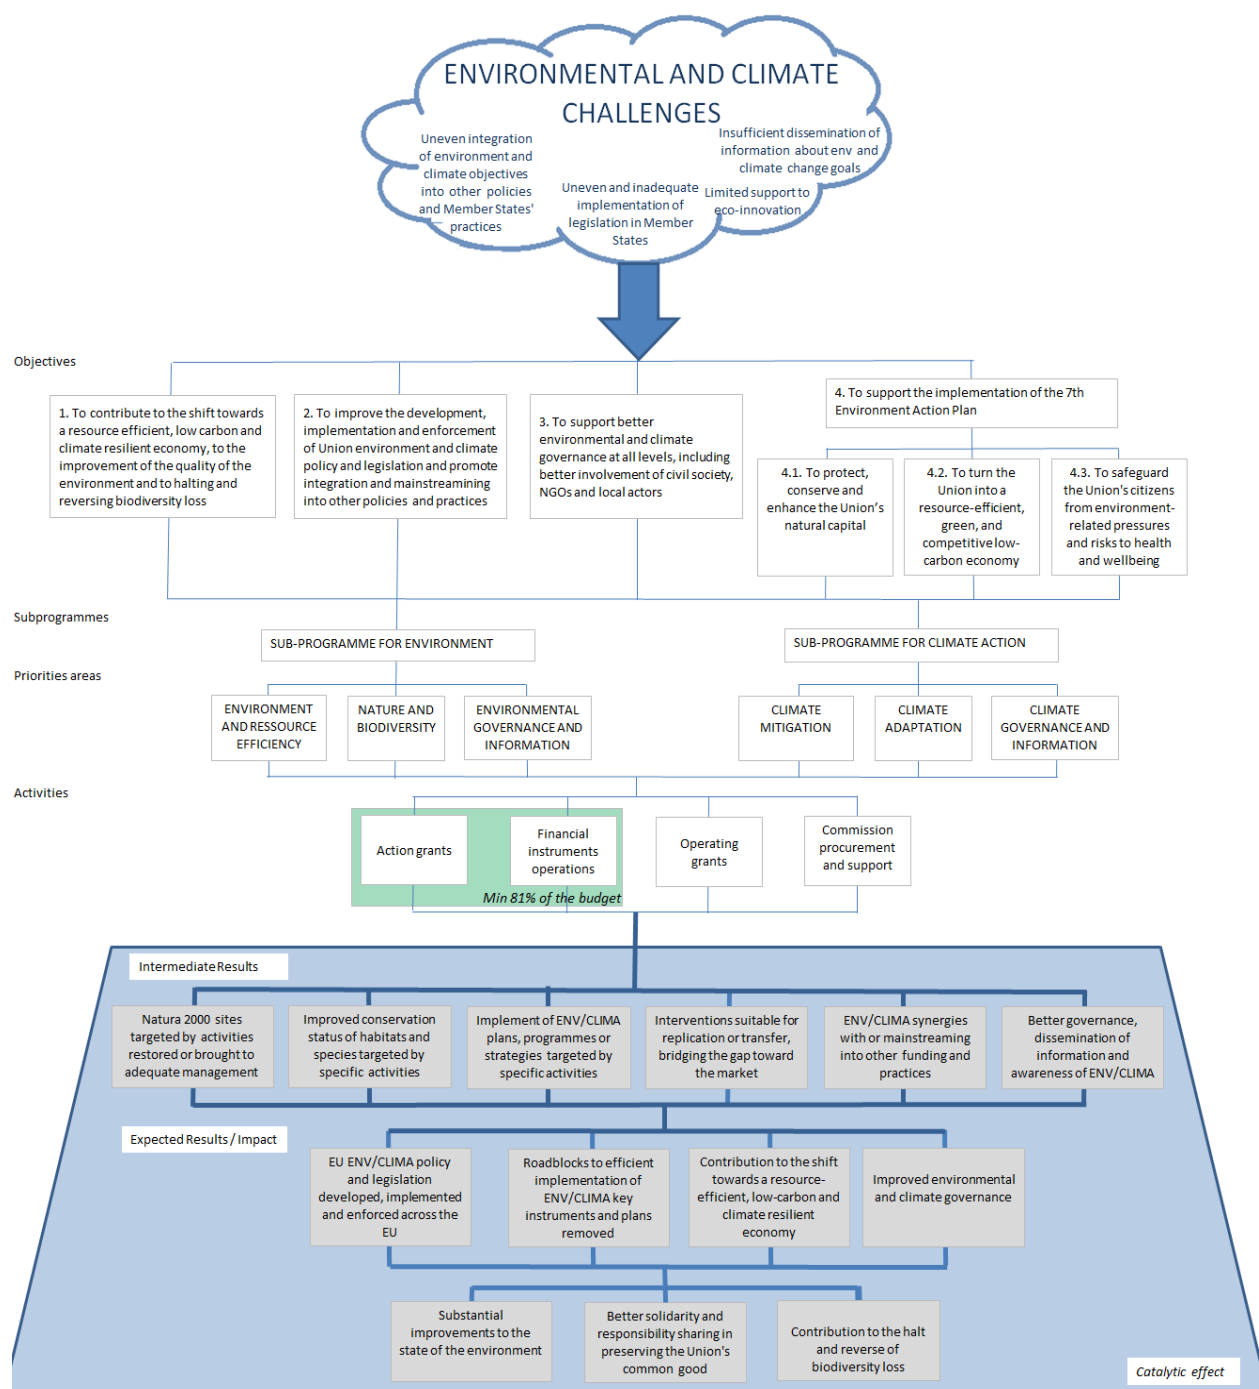 ENVIRONMENTAL AND CLIMATE
CHALLENGES
Uneven integration
of environment and
climate objectives
into other policies
and Member States'
practices
Uneven and inadequate
implementation of
legislation in Member
States
Insufficient dissemination of
information about env and
climate change goals
Limited support to
eco-innovation
Objectives
1. To contribute to the shift towards
a resource efficient, low carbon and
climate resilient economy, to the
improvement of the quality of the
environment and to halting and
reversing biodiversity loss
2. To improve the development,
implementation and enforcement
of Union environment and climate
policy and legislation and promote
integration and mainstreamining
into other policies and practices
3. To support better
environmental and climate
governance at all levels, including
better involvement of civil society,
NGOs and local actors
4. To support the implementation of the 7th
Environment Action Plan
4.1. To protect,
conserve and
enhance the Union's
natural capital
4.2. To turn the
Union into a
resource-efficient,
green, and
competitive low-
carbon economy
4.3. To safeguard
the Union's citizens
from environment-
related pressures
and risks to health
and wellbeing
Subprogrammes
SUB-PROGRAMME FOR ENVIRONMENT
SUB-PROGRAMME FOR CLIMATE ACTION
Priorities areas
ENVIRONMENT
AND RESSOURCE
EFFICIENCY
NATURE AND
BIODIVERSITY
ENVIRONMENTAL
GOVERNANCE AND
INFORMATION
CLIMATE
MITIGATION
CLIMATE
ADAPTATION
CLIMATE
GOVERNANCE AND
INFORMATION
Activities
Action grants
Financial
instruments
operations
Operating
grants
Commission
procurement
and support
Min 81% of the budget
Intermediate Results
Natura 2000 sites
targeted by activities
restored or brought to
adequate management
Improved conservation
status of habitats and
species targeted by
specific activities
Implement of ENV/CLIMA
plans, programmes or
strategies targeted by
specific activities
Interventions suitable for
replication or transfer,
bridging the gap toward
the market
ENV/CLIMA synergies
with or mainstreaming
into other funding and
practices
Better governance,
dissemination of
information and
awareness of ENV/CLIMA
Expected Results / Impact
EU ENV/CLIMA policy
and legislation
developed, implemented
and enforced across the
EU
Roadblocks to efficient
implementation of
ENV/CLIMA key
instruments and plans
removed
Contribution to the shift
towards a resource-
efficient, low-carbon and
climate resilient
economy
Improved environmental
and climate governance
Substantial
improvements to the
state of the environment
Better solidarity and
responsibility sharing in
preserving the Union's
common good
Contribution to the halt
and reverse of
biodiversity loss
Catalytic effect